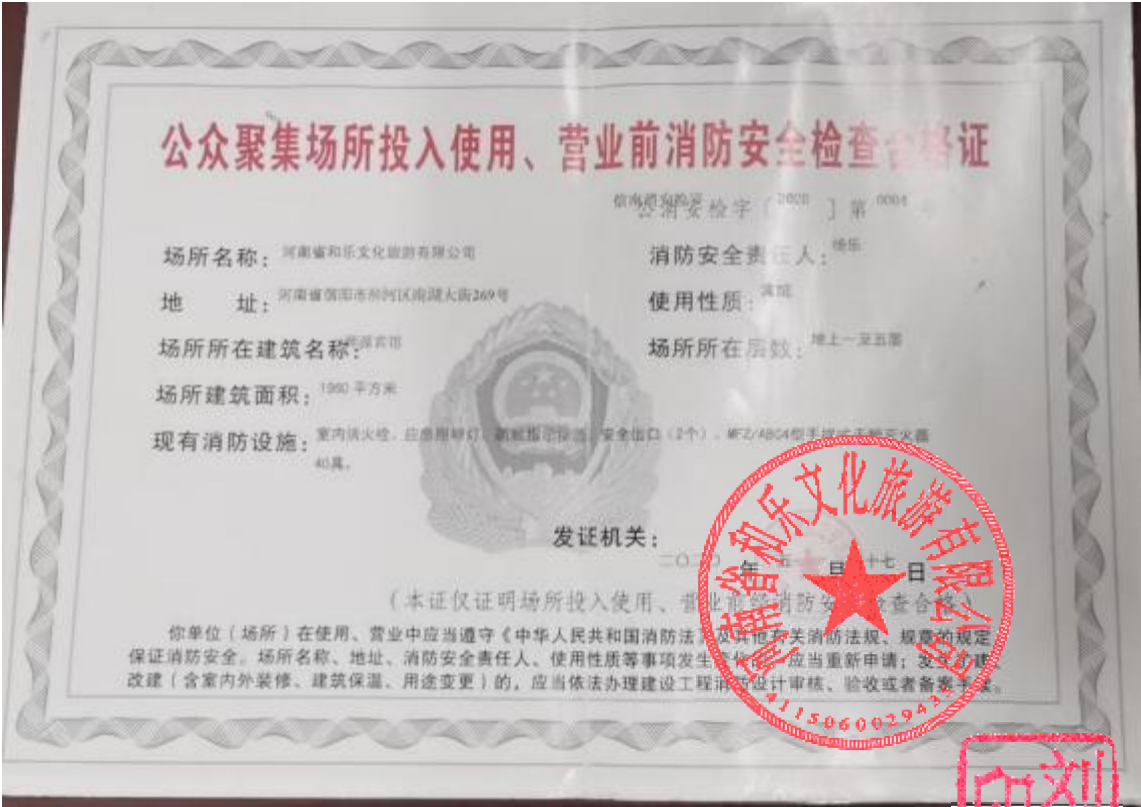 公众聚集场所投入使用、营业前消防安全检查合格证
公消安检字〔2020〕第0004号
场所名称：河南省和乐文化旅游有限公司
消防安全责任人：杨乐
地 址：河南省信阳市浉河区南湖大街269号
使用性质：宾馆
场所所在建筑名称：宾馆
场所所在层数：地上一至五层
场所建筑面积：1960平方米
现有消防设施：室内消火栓、应急照明灯、疏散指示标志、安全出口（2个）、MFZ/ABC4型手提式干粉灭火器
40具。
发证机关：
二〇二〇年五月二十七日
（本证仅证明场所投入使用、营业前经消防安全检查合格）
你单位（场所）在使用、营业中应当遵守《中华人民共和国消防法》及其他有关消防法规、规章的规定，
保证消防安全。场所名称、地址、消防安全责任人、使用性质等事项发生变化的，应当重新申请；发生扩建、
改建（含室内外装修、建筑保温、用途变更）的，应当依法办理建设工程消防设计审核、验收或者备案手续。
河南省和乐文化旅游有限公司
刘